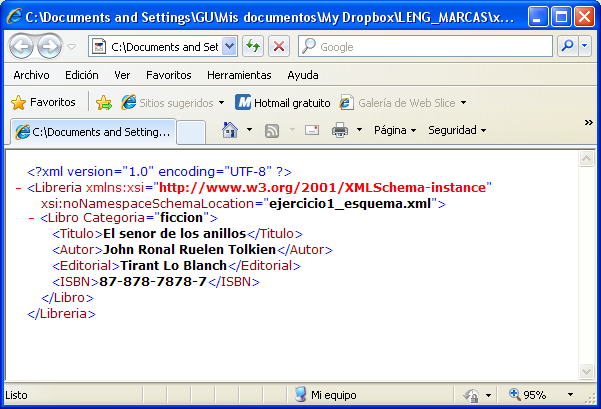 C:\Documents and Settings\GU\Mis documentos\My Dropbox\LENG_MARCAS\x...
C:\Documents and Set
Google
Archivo Edición Ver Favoritos Herramientas Ayuda
Favoritos Sitios sugeridos Hotmail gratuito Galería de Web Slice
C:\Documents and Setting... Página Seguridad »
<?xml version="1.0" encoding="UTF-8" ?>
- <Libreria xmlns:xsi="http://www.w3.org/2001/XMLSchema-instance"
xsi:noNamespaceSchemaLocation="ejercicio1_esquema.xml">
- <Libro Categoria="ficcion">
<Titulo>El senor de los anillos</Titulo>
<Autor>John Ronal Ruelen Tolkien</Autor>
<Editorial>Tirant Lo Blanch</Editorial>
<ISBN>87-878-7878-7</ISBN>
</Libro>
</Libreria>
Listo Mi equipo 95%